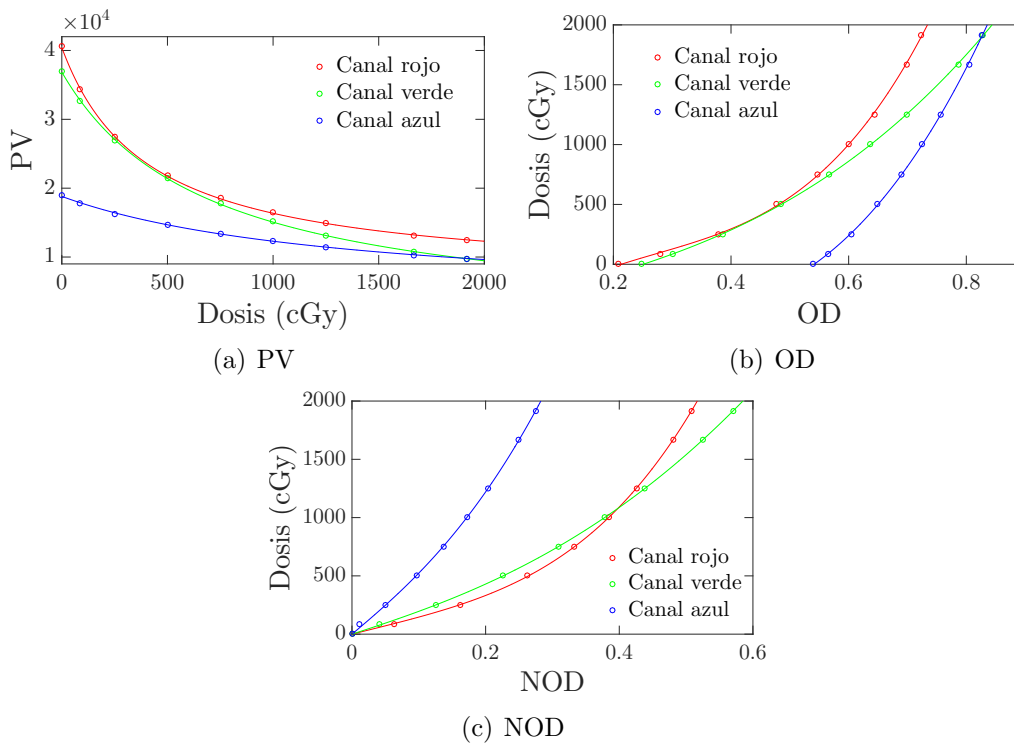 ×10⁴
4
3
2
1
PV
Canal rojo
Canal verde
Canal azul
0 500 1000 1500 2000
Dosis (cGy)
(a) PV
2000
1500
1000
500
0
Dosis (cGy)
Canal rojo
Canal verde
Canal azul
0.2 0.4 0.6 0.8
OD
(b) OD
2000
1500
1000
500
0
Dosis (cGy)
Canal rojo
Canal verde
Canal azul
0 0.2 0.4 0.6
NOD
(c) NOD